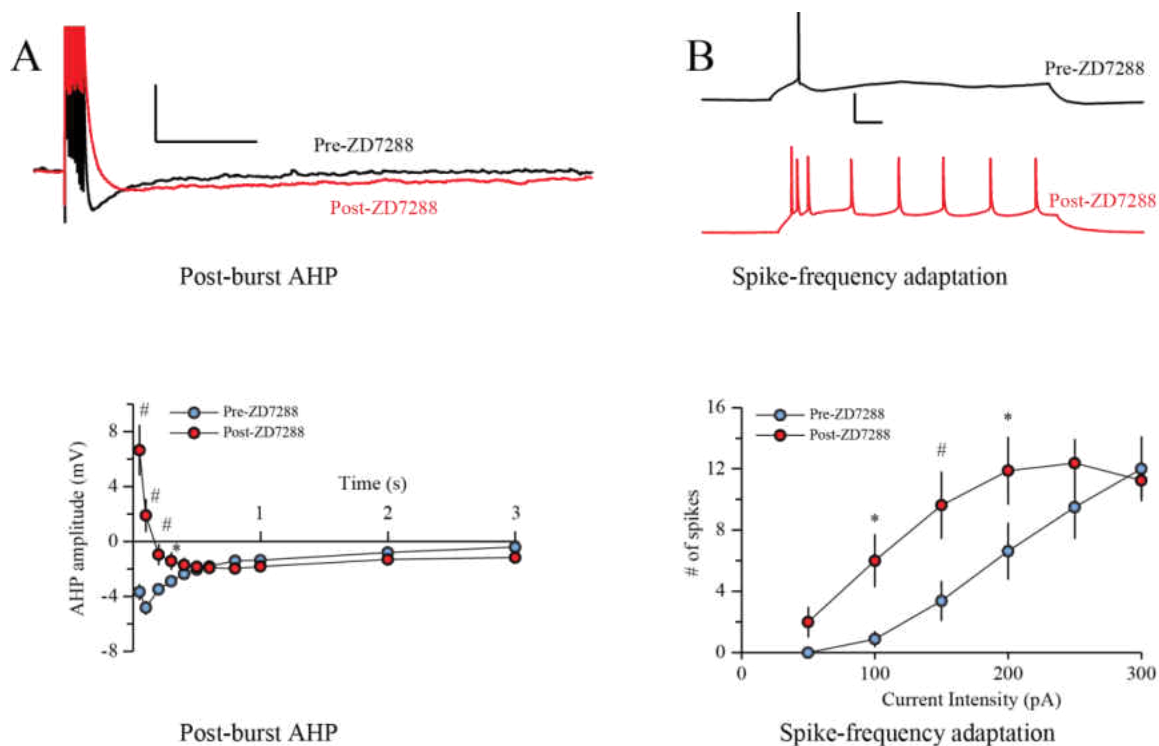 A
Pre-ZD7288
Post-ZD7288
Post-burst AHP
B
Pre-ZD7288
Post-ZD7288
Spike-frequency adaptation
#
#
#
*
Pre-ZD7288
Post-ZD7288
Time (s)
1
2
3
8
4
0
-4
-8
AHP amplitude (mV)
Post-burst AHP
Pre-ZD7288
Post-ZD7288
*
#
*
16
12
8
4
0
# of spikes
0
100
200
300
Current Intensity (pA)
Spike-frequency adaptation